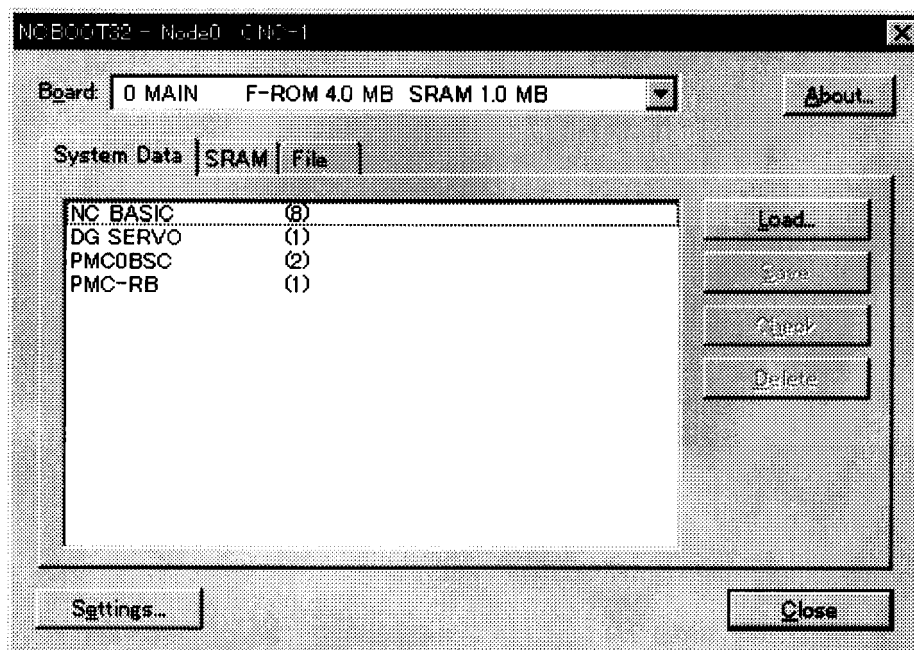 NCBOOT32 - Node0 CNC-1
Board: 0 MAIN F-ROM 4.0 MB SRAM 1.0 MB About...
System Data SRAM File
NC BASIC (8) Load...
DG SERVO (1)
PMC0BSC (2) Save
PMC-RB (1)
Check
Delete
Settings... Close